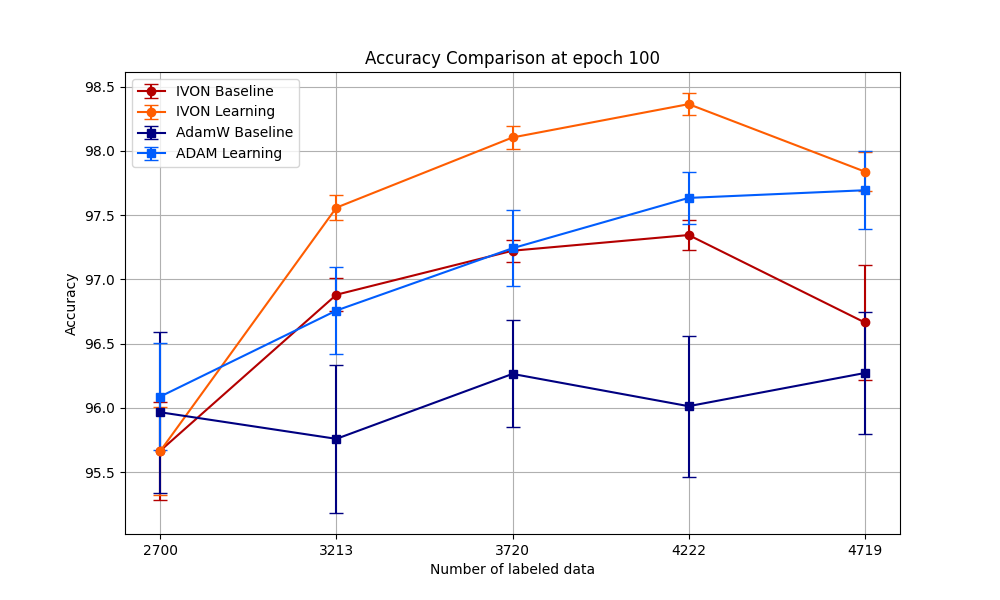 Accuracy Comparison at epoch 100
IVON Baseline
IVON Learning
AdamW Baseline
ADAM Learning
98.5
98.0
97.5
97.0
96.5
96.0
95.5
Accuracy
2700 3213 3720 4222 4719
Number of labeled data